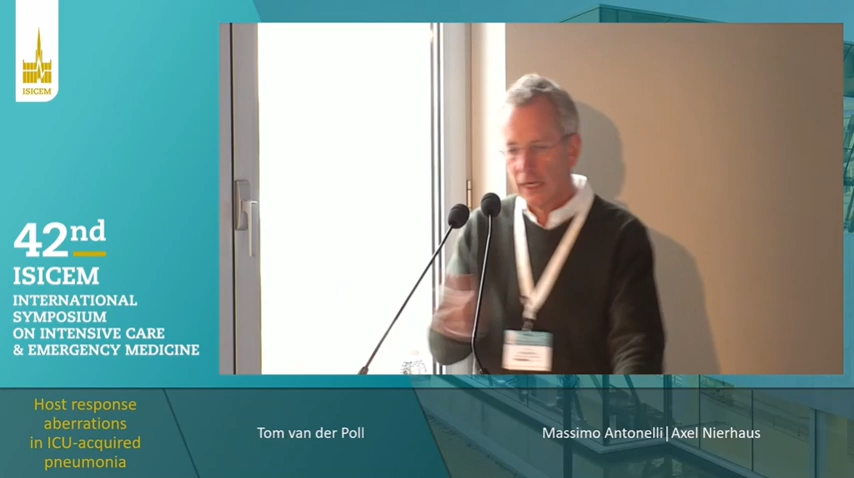 ISICEM
42nd
ISICEM
INTERNATIONAL
SYMPOSIUM
ON INTENSIVE CARE
& EMERGENCY MEDICINE
Host response
aberrations
in ICU-acquired
pneumonia
Tom van der Poll
Massimo Antonelli|Axel Nierhaus